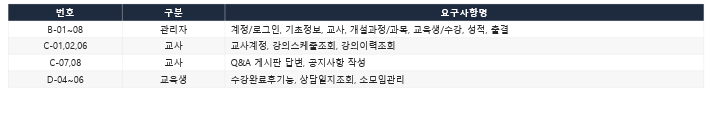 번호 구분 요구사항명
B-01~08 관리자 계정/로그인, 기초정보, 교사, 개설과정/과목, 교육생/수강, 성적, 출결
C-01,02,06 교사 교사계정, 강의스케줄조회, 강의이력조회
C-07,08 교사 Q&A 게시판 답변, 공지사항 작성
D-04~06 교육생 수강완료후기능, 상담일지조회, 소모임관리